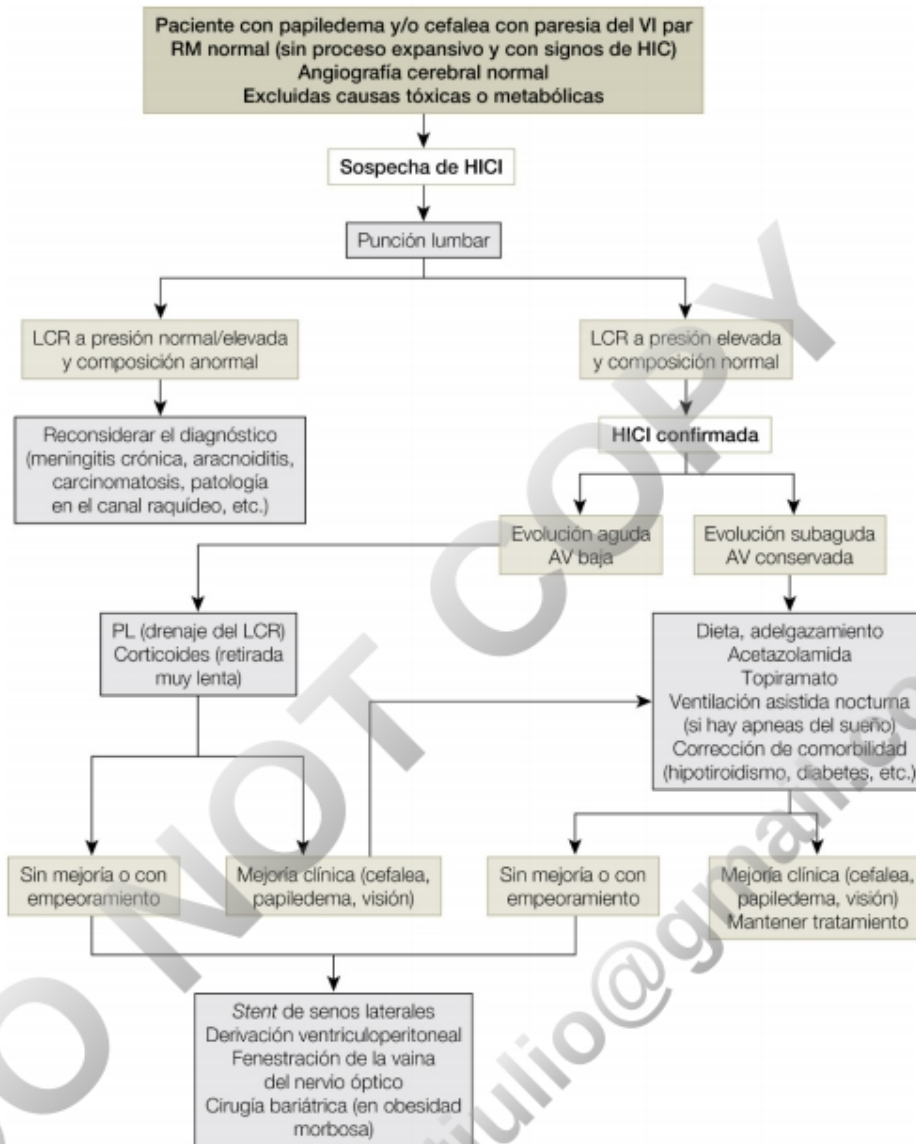 Paciente con papiledema y/o cefalea con paresia del VI par
RM normal (sin proceso expansivo y con signos de HIC)
Angiografía cerebral normal
Excluidas causas tóxicas o metabólicas
Sospecha de HICI
Punción lumbar
LCR a presión normal/elevada
y composición anormal
LCR a presión elevada
y composición normal
Reconsiderar el diagnóstico
(meningitis crónica, aracnoiditis,
carcinomatosis, patología
en el canal raquídeo, etc.)
HICI confirmada
Evolución aguda
AV baja
Evolución subaguda
AV conservada
PL (drenaje del LCR)
Corticoides (retirada
muy lenta)
Dieta, adelgazamiento
Acetazolamida
Topiramato
Ventilación asistida nocturna
(si hay apneas del sueño)
Corrección de comorbilidad
(hipotiroidismo, diabetes, etc.)
Sin mejoría o con
empeoramiento
Mejoría clínica (cefalea,
papiledema, visión)
Sin mejoría o con
empeoramiento
Mejoría clínica (cefalea,
papiledema, visión)
Mantener tratamiento
Stent de senos laterales
Derivación ventriculoperitoneal
Fenestración de la vaina
del nervio óptico
Cirugía bariátrica (en obesidad
morbosa)
O NOT COPY
julio@gmail.co